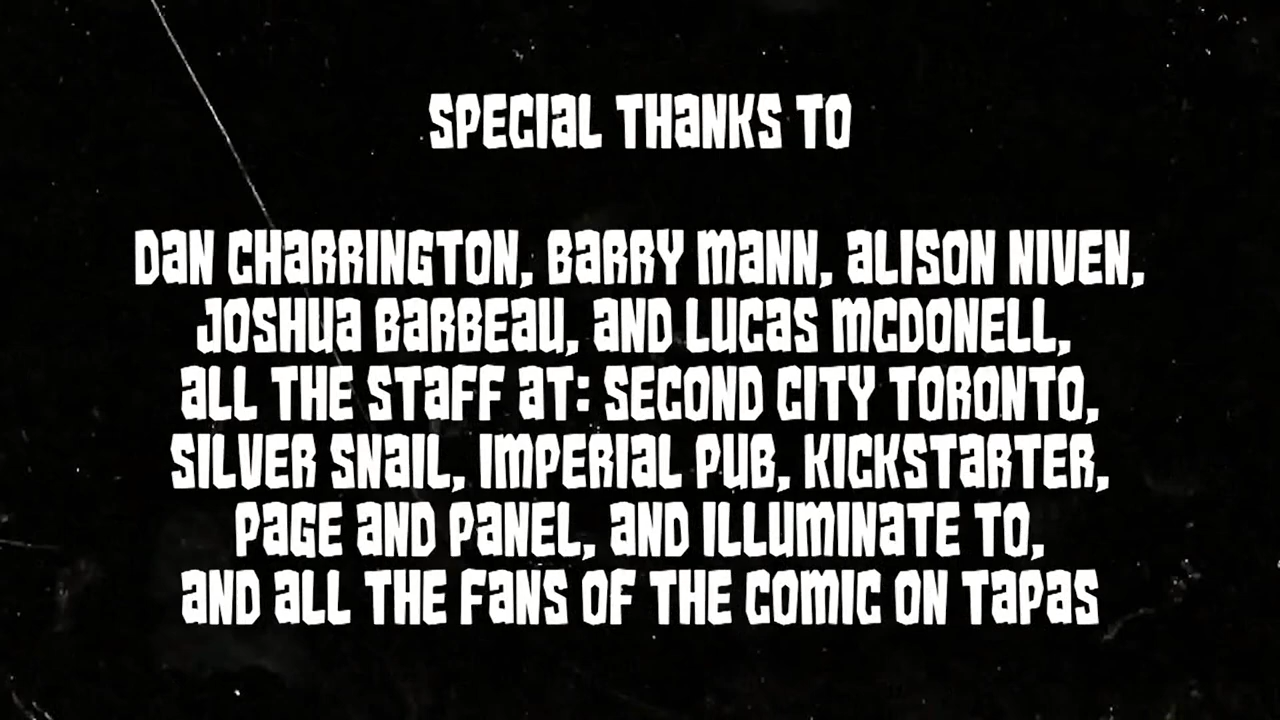 SPECIAL THANKS TO
DAN CHARRINGTON, BARRY MANN, ALISON NIVEN,
JOSHUA BARBEAU, AND LUCAS MCDONELL,
ALL THE STAFF AT: SECOND CITY TORONTO,
SILVER SNAIL, IMPERIAL PUB, KICKSTARTER,
PAGE AND PANEL, AND ILLUMINATE TO,
AND ALL THE FANS OF THE COMIC ON TAPAS